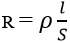 R = ρ l/S